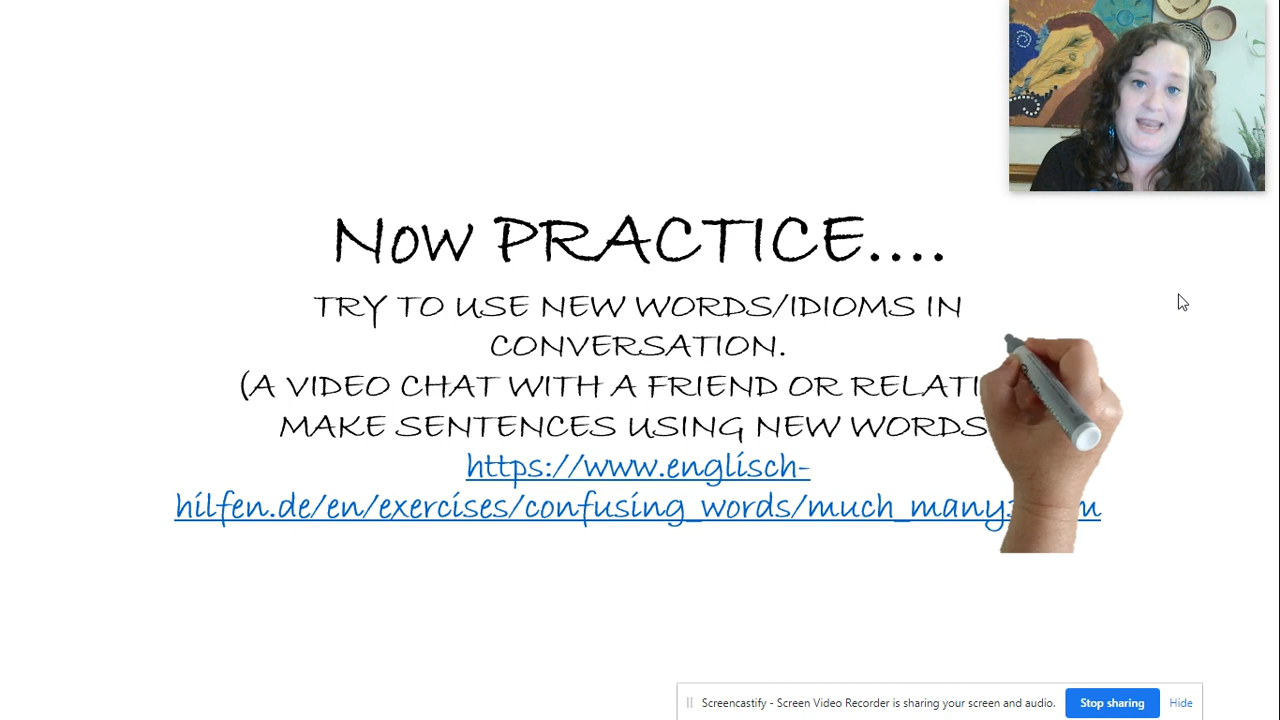 Now PRACTICE....
TRY TO USE NEW WORDS/IDIOMS IN
CONVERSATION.
(A VIDEO CHAT WITH A FRIEND OR
MAKE SENTENCES USING NEW WORDS
https://www.englisch-
hilfen.de/en/exercises/confusing_words/much_many
Screencastify - Screen Video Recorder is sharing your screen and audio.
Stop sharing
Hide